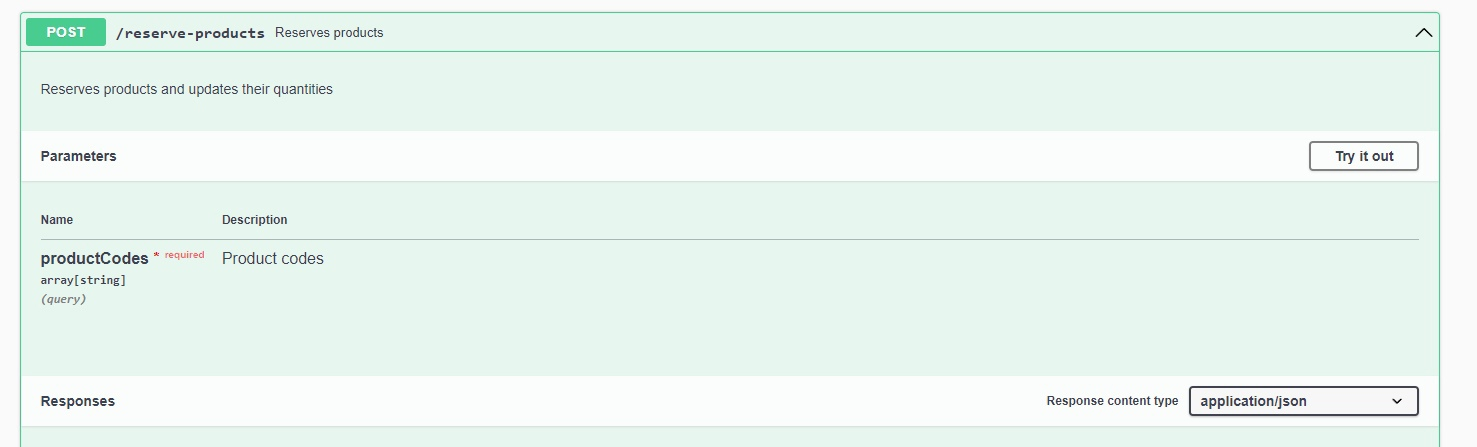 POST /reserve-products Reserves products
Reserves products and updates their quantities
Parameters Try it out
Name Description
productCodes * required Product codes
array[string]
(query)
Responses Response content type application/json